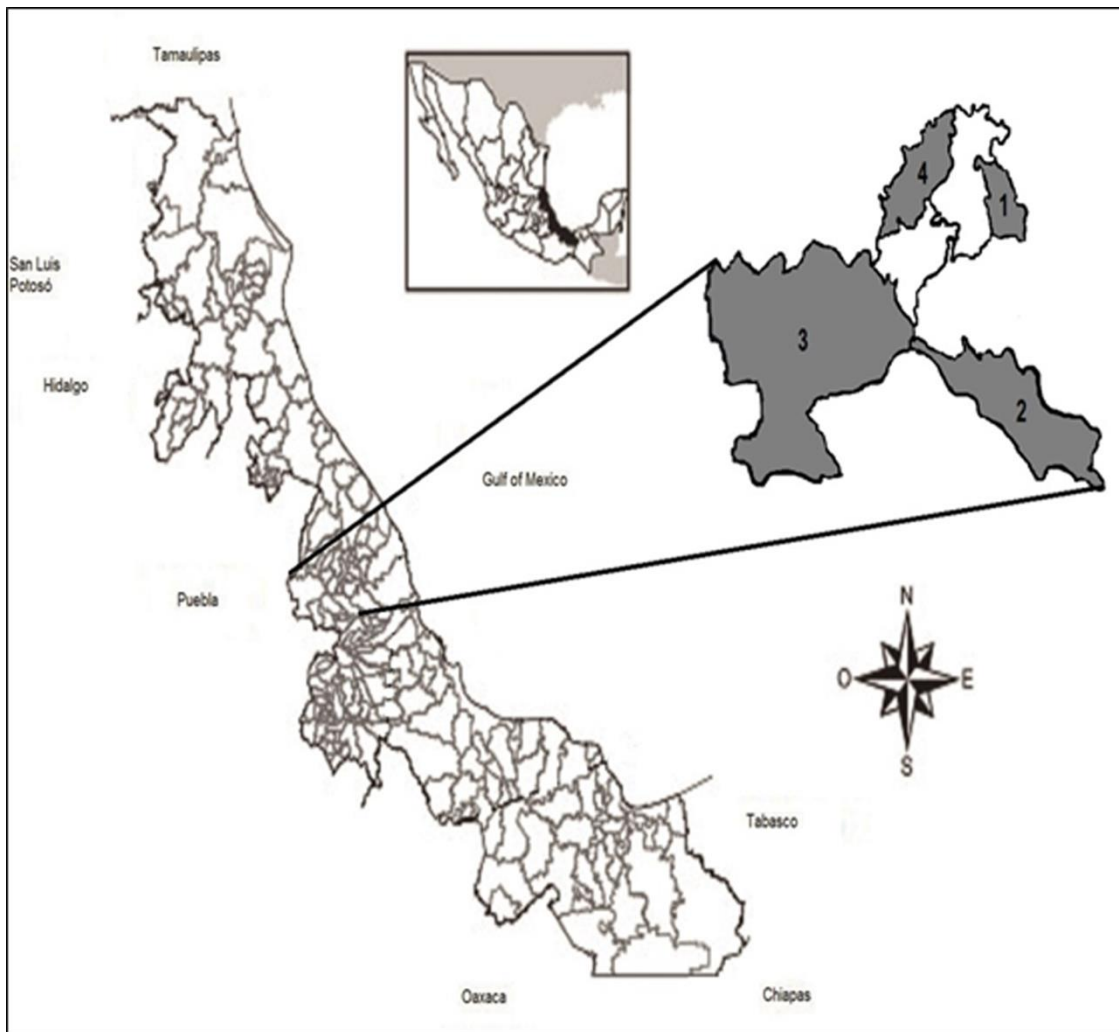 Tamaulipas
San Luis
Potosó
Hidalgo
Puebla
Gulf of Mexico
Tabasco
Oaxaca
Chiapas
4
1
3
2
N
O
E
S